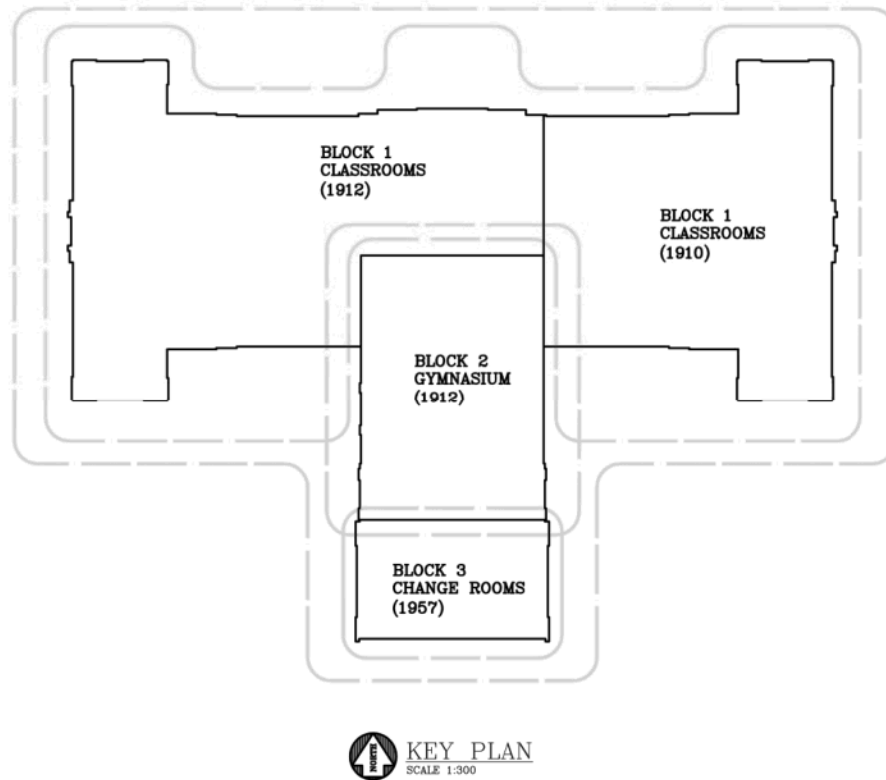 BLOCK 1
CLASSROOMS
(1912)
BLOCK 1
CLASSROOMS
(1910)
BLOCK 2
GYMNASIUM
(1912)
BLOCK 3
CHANGE ROOMS
(1957)
NORTH
KEY PLAN
SCALE 1:300